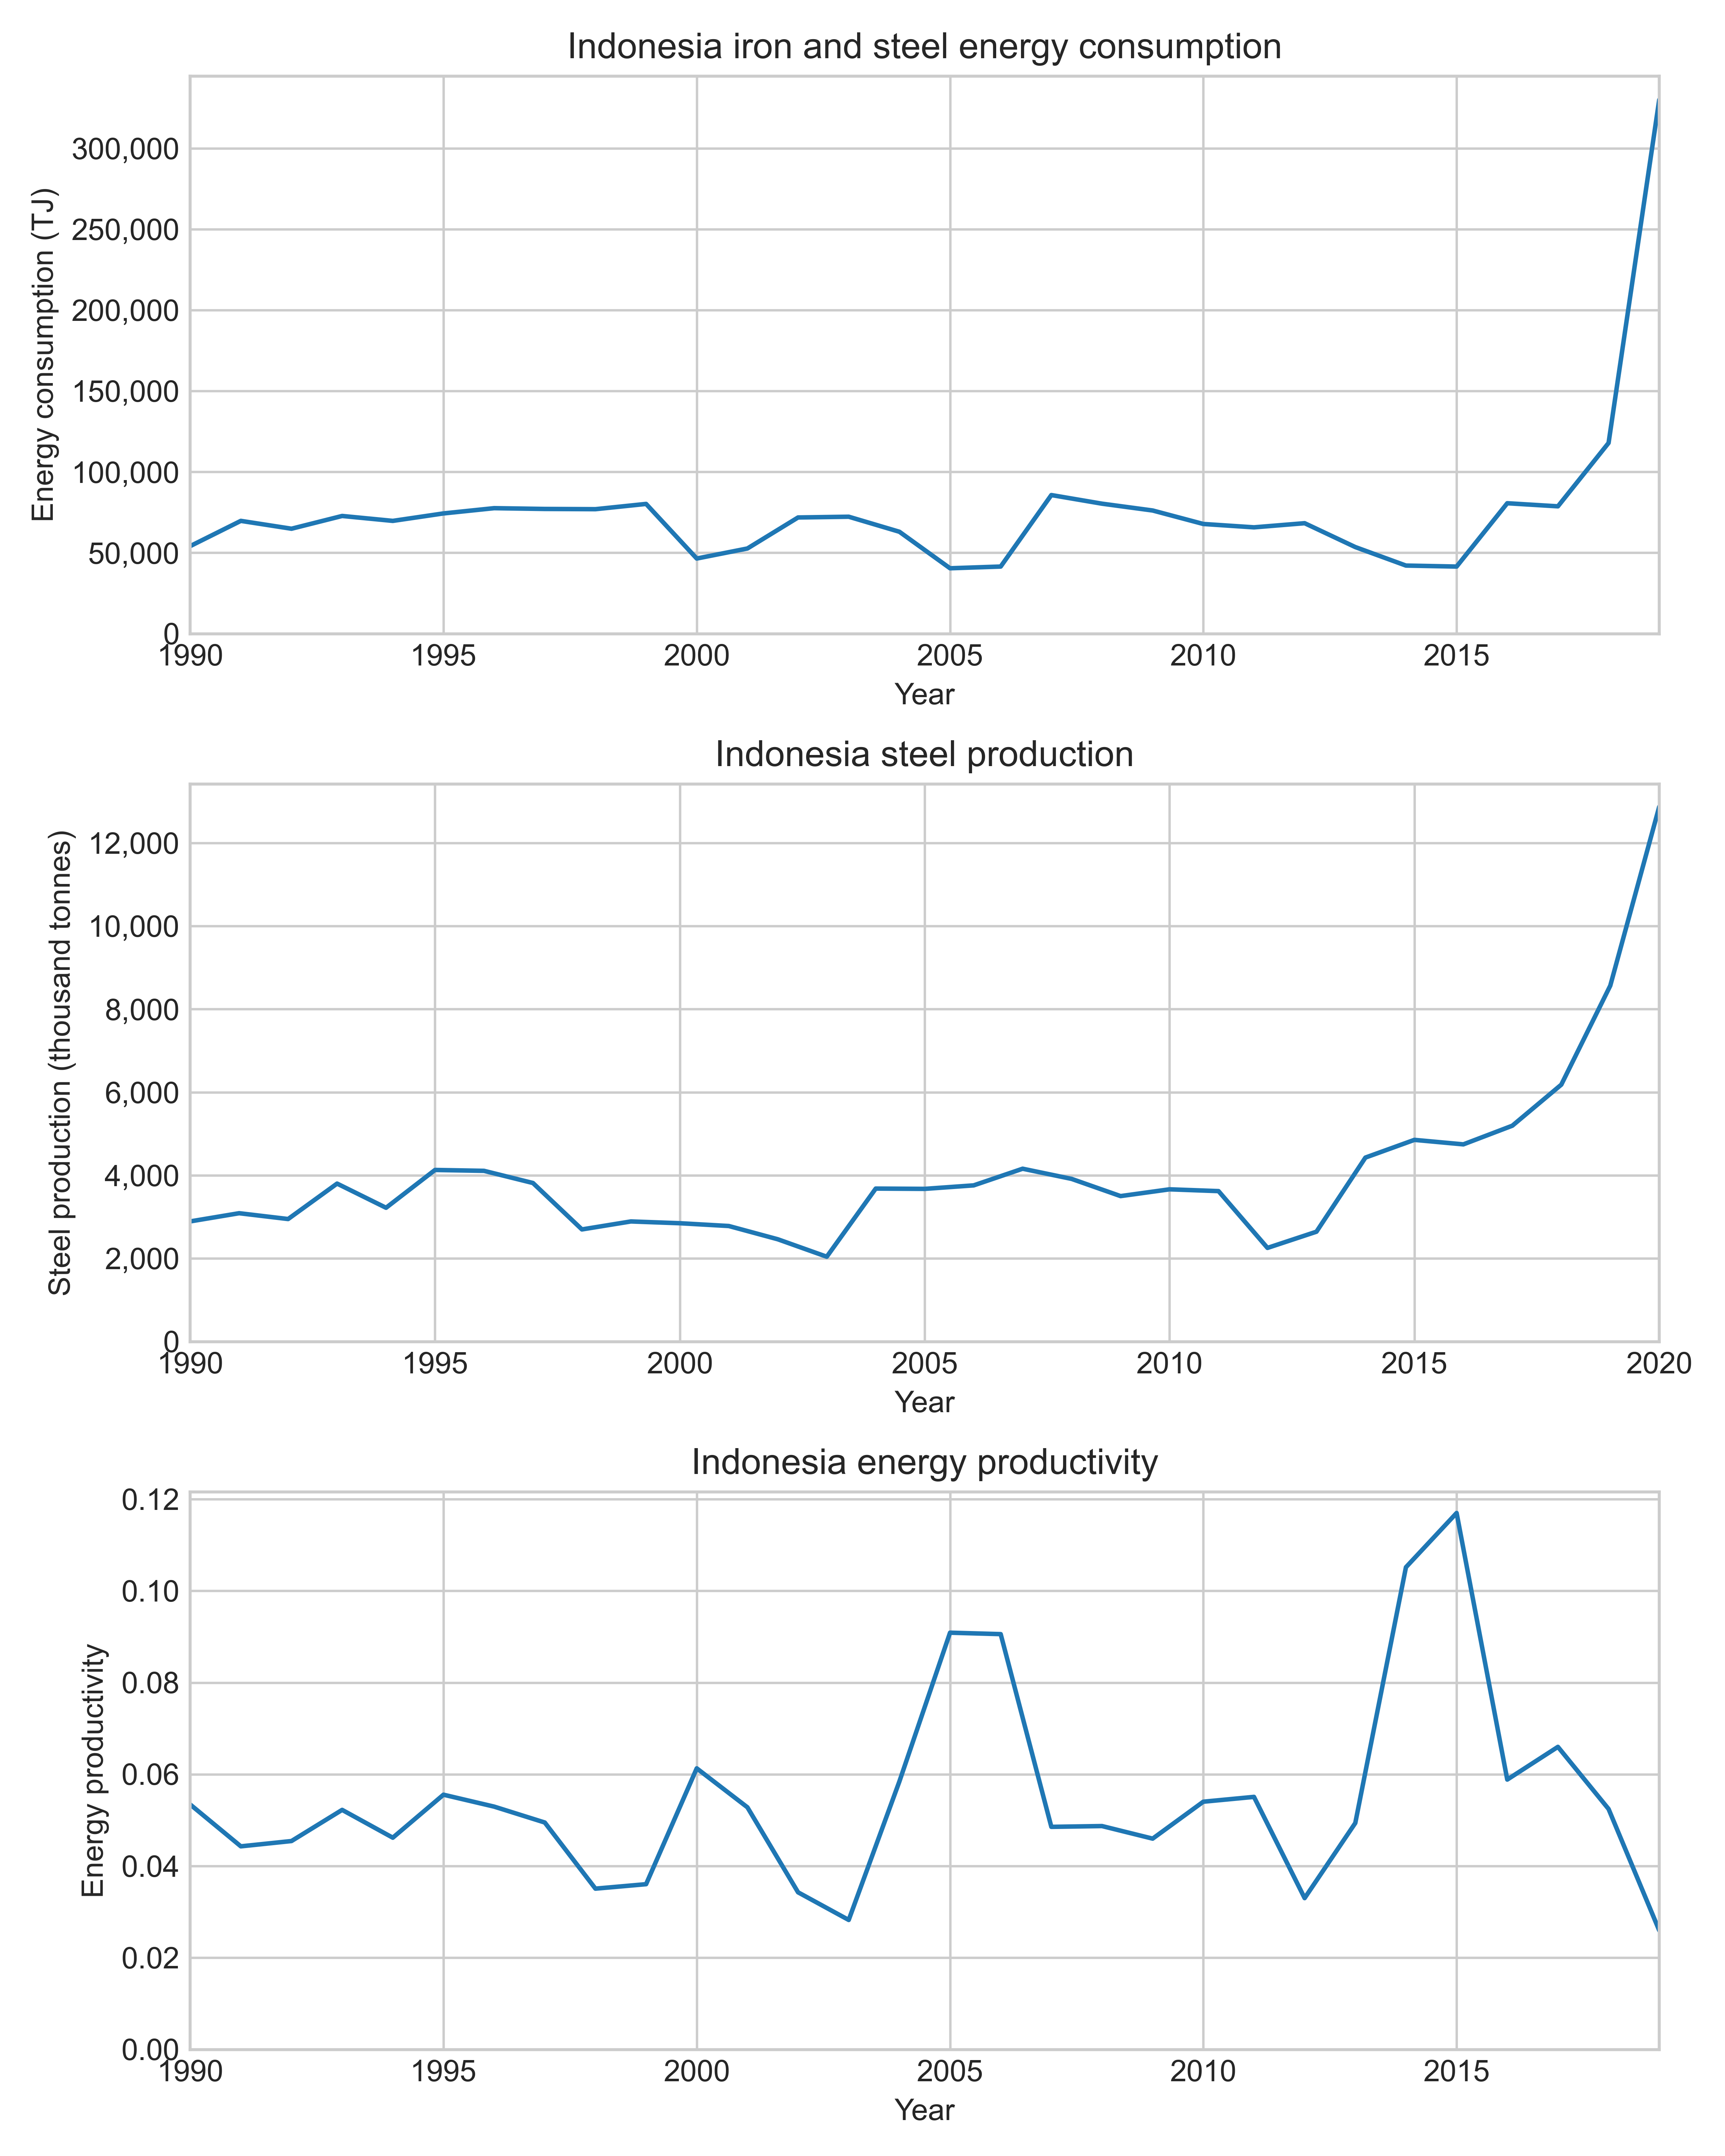 Indonesia iron and steel energy consumption
Energy consumption (TJ)
300,000
250,000
200,000
150,000
100,000
50,000
0
1990 1995 2000 2005 2010 2015
Year
Indonesia steel production
Steel production (thousand tonnes)
12,000
10,000
8,000
6,000
4,000
2,000
0
1990 1995 2000 2005 2010 2015 2020
Year
Indonesia energy productivity
Energy productivity
0.12
0.10
0.08
0.06
0.04
0.02
0.00
1990 1995 2000 2005 2010 2015
Year